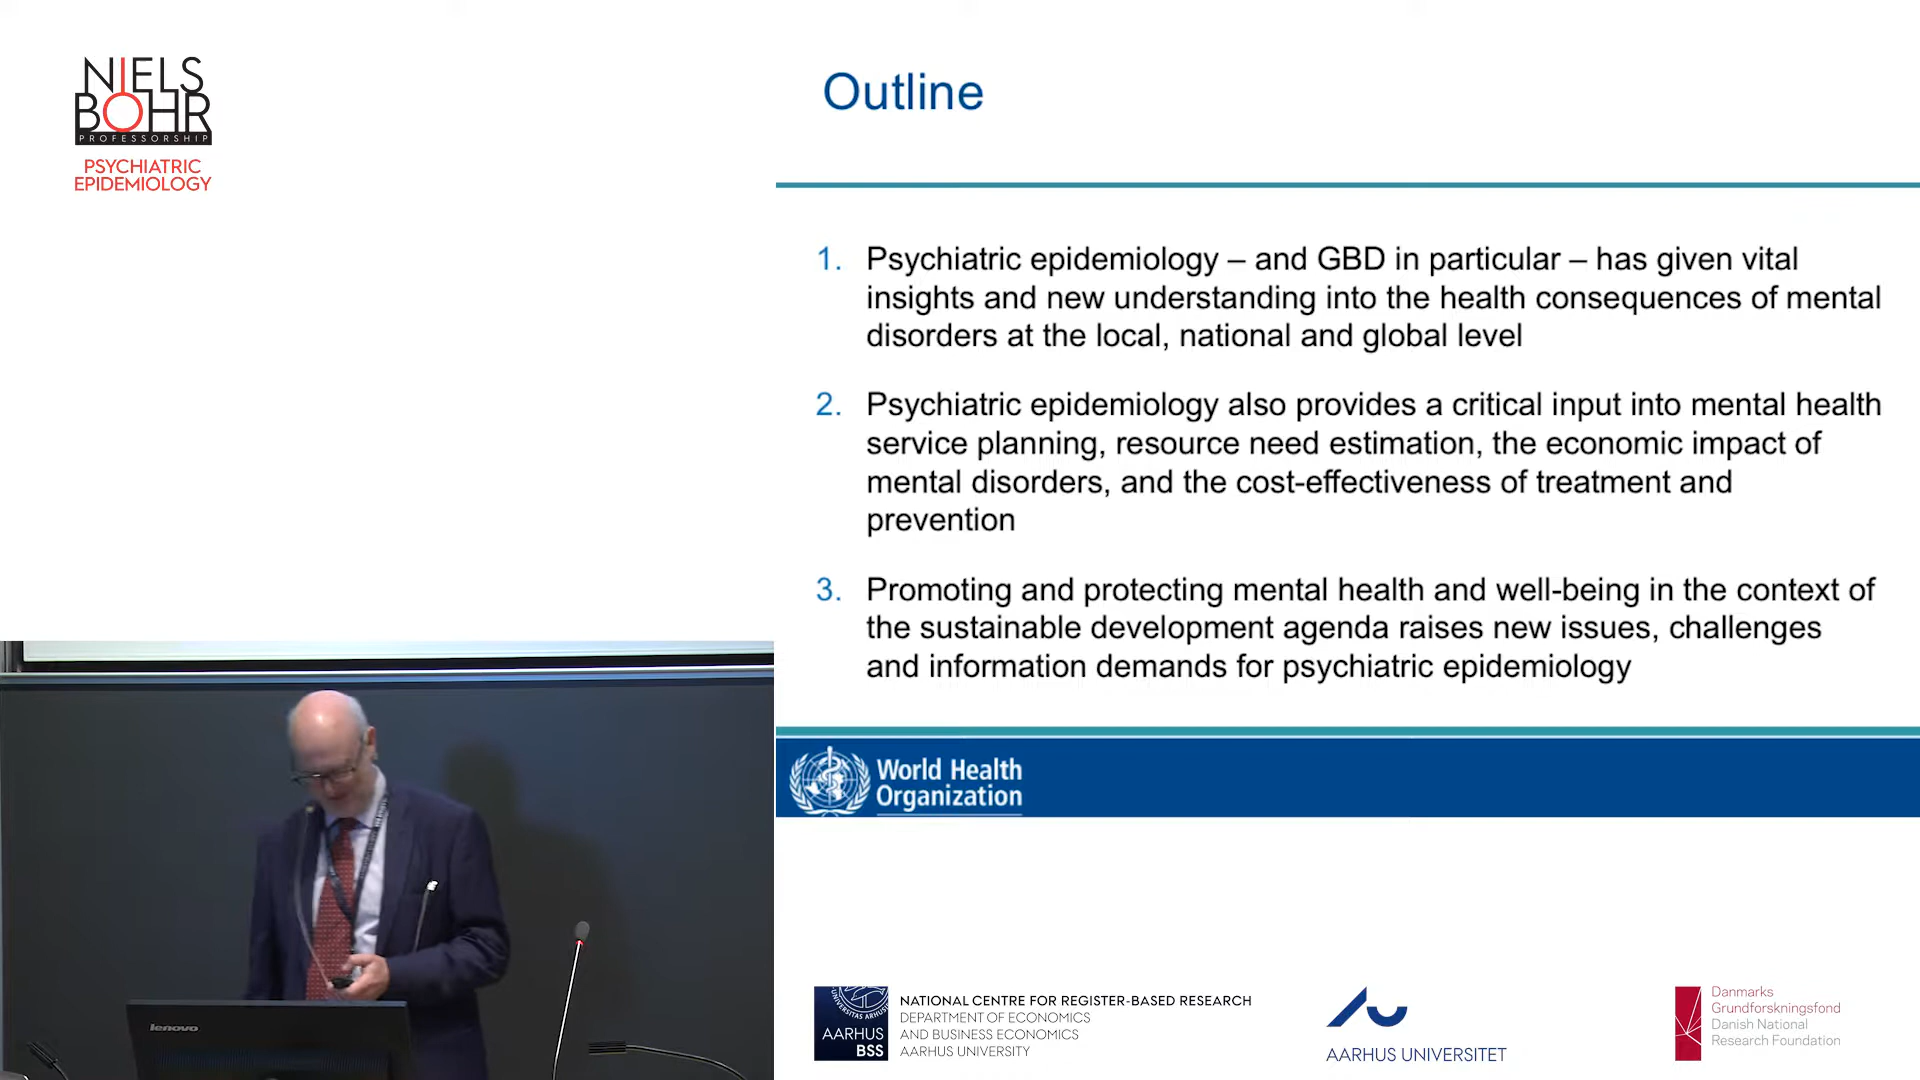 NIELS
BOHR
PROFESSORSHIP
PSYCHIATRIC
EPIDEMIOLOGY
Outline
1. Psychiatric epidemiology – and GBD in particular – has given vital
insights and new understanding into the health consequences of mental
disorders at the local, national and global level
2. Psychiatric epidemiology also provides a critical input into mental health
service planning, resource need estimation, the economic impact of
mental disorders, and the cost-effectiveness of treatment and
prevention
3. Promoting and protecting mental health and well-being in the context of
the sustainable development agenda raises new issues, challenges
and information demands for psychiatric epidemiology
World Health
Organization
lenovo
AARHUS
BSS
NATIONAL CENTRE FOR REGISTER-BASED RESEARCH
DEPARTMENT OF ECONOMICS
AND BUSINESS ECONOMICS
AARHUS UNIVERSITY
AARHUS UNIVERSITET
Danmarks
Grundforskningsfond
Danish National
Research Foundation